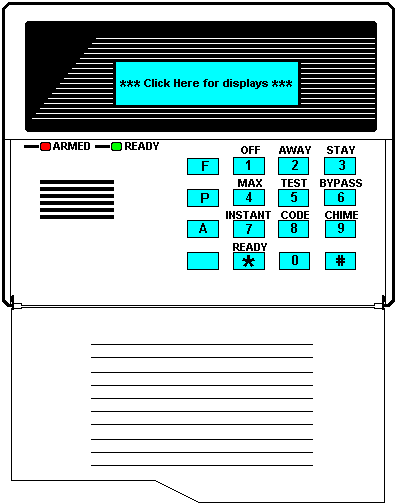 *** Click Here for displays ***
ARMED READY
OFF AWAY STAY
F 1 2 3
MAX TEST BYPASS
P 4 5 6
INSTANT CODE CHIME
A 7 8 9
READY
* 0 #